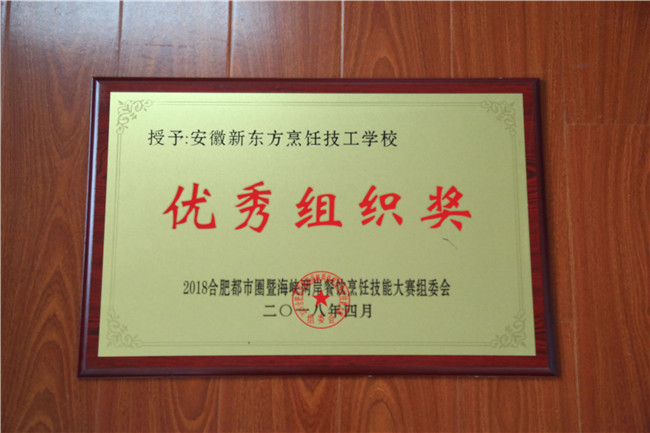 授予:安徽新东方烹饪技工学校
优秀组织奖
2018合肥都市圈暨海峡两岸餐饮烹饪技能大赛组委会
二〇一八年四月